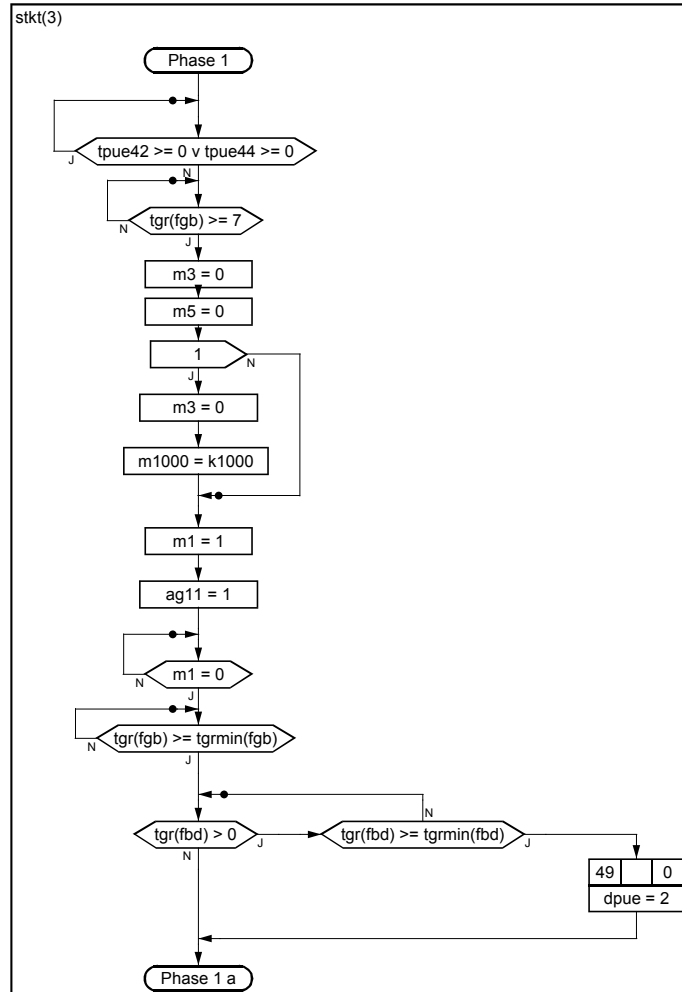 stkt(3)
Phase 1
tpue42 >= 0 v tpue44 >= 0
J
N
tgr(fgb) >= 7
N
J
m3 = 0
m5 = 0
1
N
J
m3 = 0
m1000 = k1000
m1 = 1
ag11 = 1
m1 = 0
N
J
tgr(fgb) >= tgrmin(fgb)
N
J
N
tgr(fbd) > 0
J
tgr(fbd) >= tgrmin(fbd)
J
N
49 0
dpue = 2
Phase 1 a